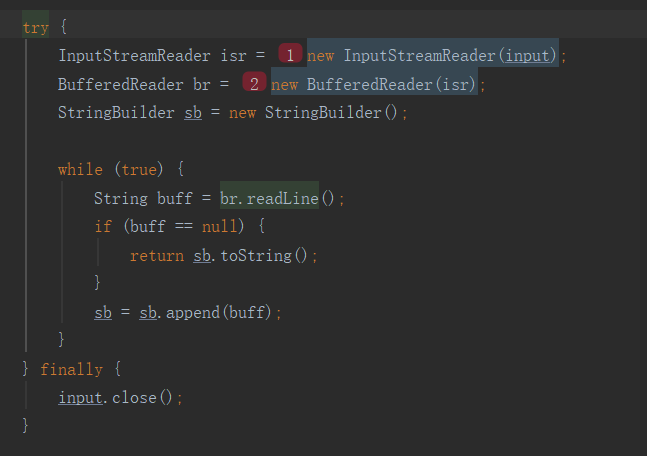 try {
InputStreamReader isr = 1 new InputStreamReader(input);
BufferedReader br = 2 new BufferedReader(isr);
StringBuilder sb = new StringBuilder();
while (true) {
String buff = br.readLine();
if (buff == null) {
return sb.toString();
}
sb = sb.append(buff);
}
} finally {
input.close();
}